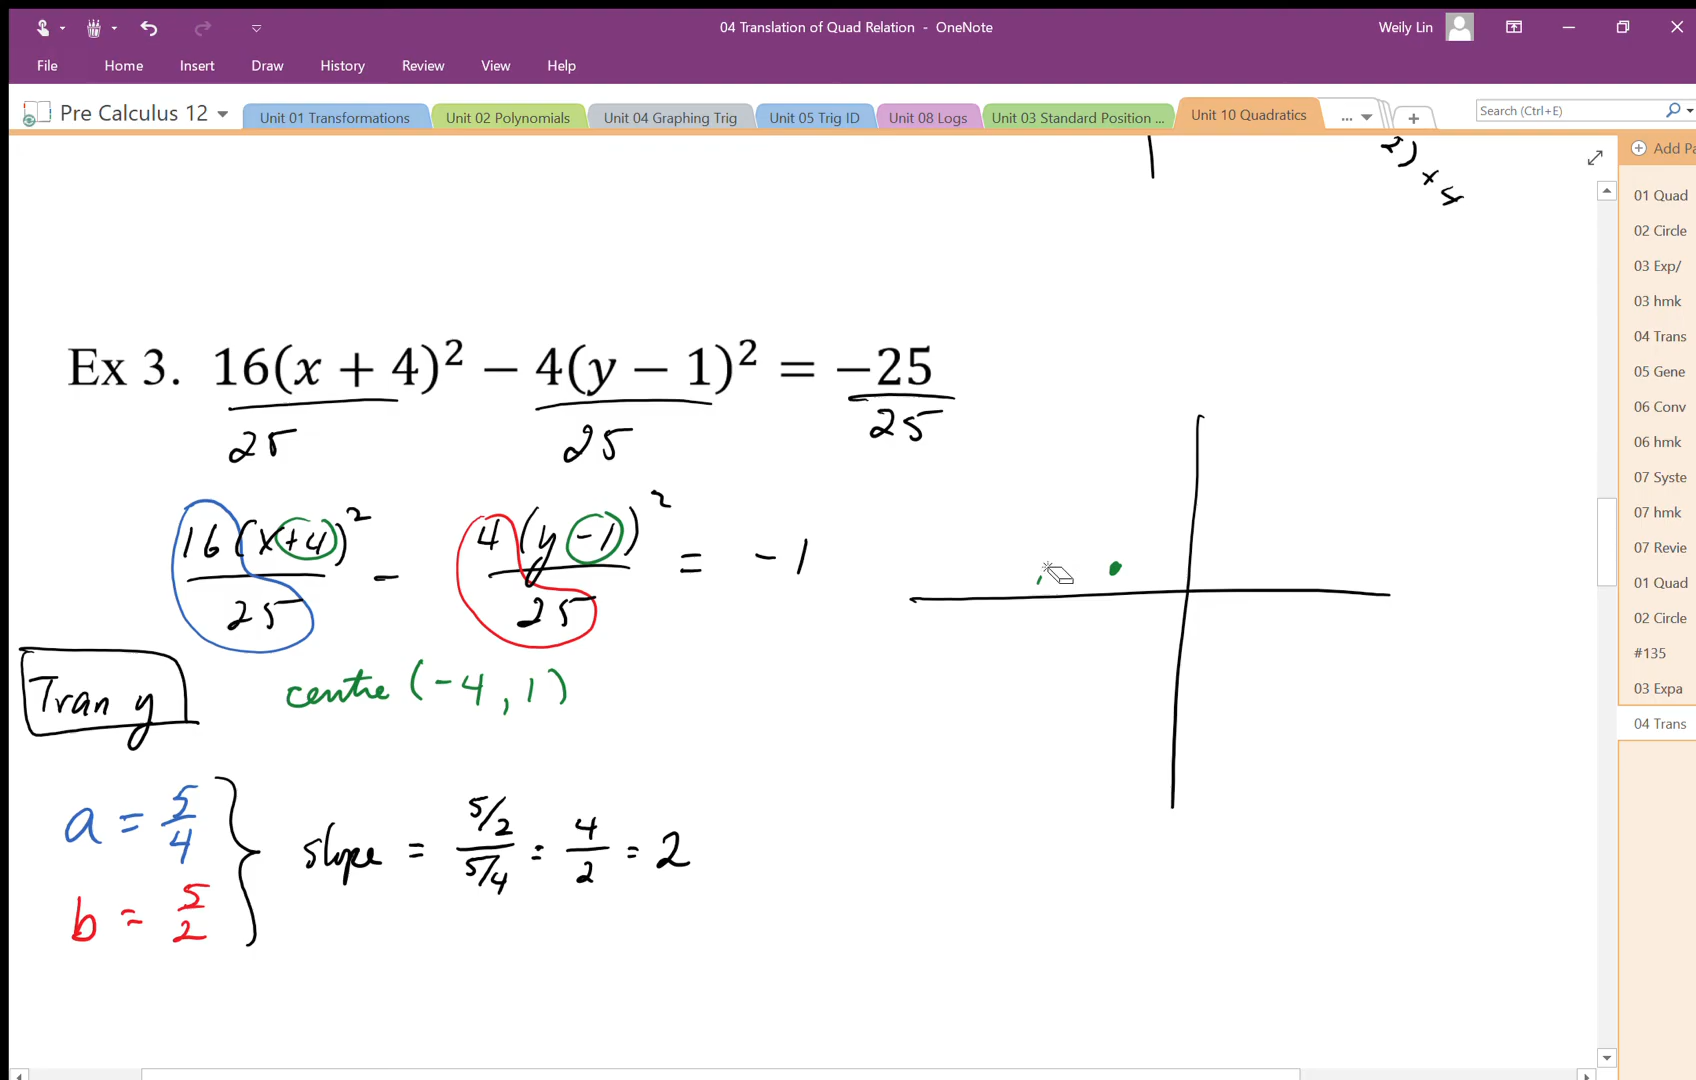 04 Translation of Quad Relation - OneNote
Weily Lin
File Home Insert Draw History Review View Help
Pre Calculus 12
Unit 01 Transformations Unit 02 Polynomials Unit 04 Graphing Trig Unit 05 Trig ID Unit 08 Logs Unit 03 Standard Position ... Unit 10 Quadratics ...
Search (Ctrl+E)
Add Pa
01 Quad
02 Circle
03 Exp/
03 hmk
04 Trans
05 Gene
06 Conv
06 hmk
07 Syste
07 hmk
07 Revie
01 Quad
02 Circle
#135
03 Expa
04 Trans
Ex 3. 16(x + 4)² − 4(y − 1)² = −25
25 25 25
16(x+4)² / 25 − 4(y−1)² / 25 = −1
Tran y
centre (-4, 1)
a = 5/4
b = 5/2
slope = 5/2 / 5/4 = 4/2 = 2